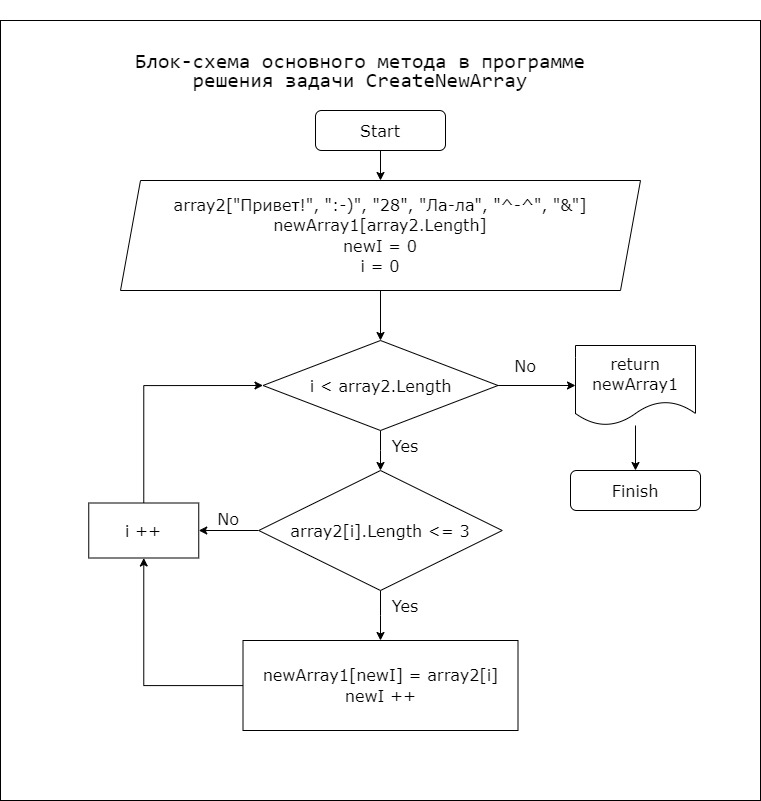 Блок-схема основного метода в программе
решения задачи CreateNewArray
Start
array2["Привет!", ":-)", "28", "Ла-ла", "^-^", "&"]
newArray1[array2.Length]
newI = 0
i = 0
i < array2.Length
No
return
newArray1
Yes
Finish
array2[i].Length <= 3
No
i ++
Yes
newArray1[newI] = array2[i]
newI ++